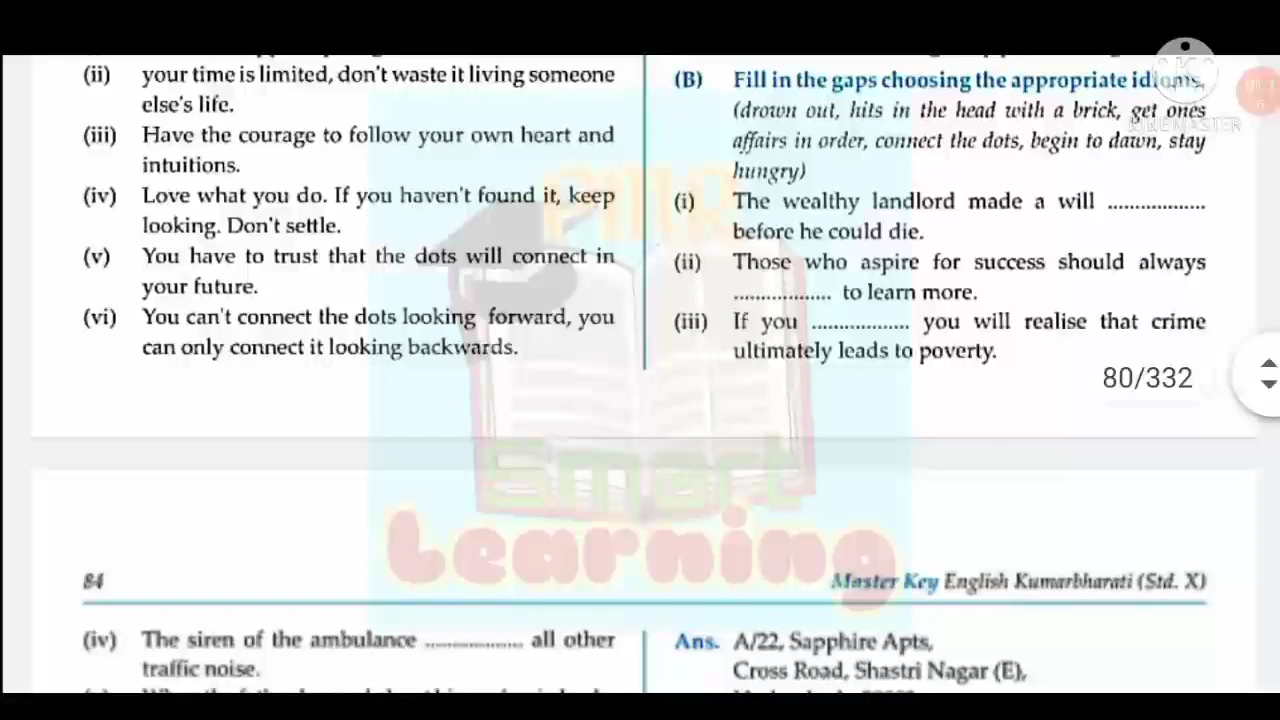 (ii) your time is limited, don't waste it living someone
else's life.
(iii) Have the courage to follow your own heart and
intuitions.
(iv) Love what you do. If you haven't found it, keep
looking. Don't settle.
(v) You have to trust that the dots will connect in
your future.
(vi) You can't connect the dots looking forward, you
can only connect it looking backwards.
(B) Fill in the gaps choosing the appropriate idioms.
(drown out, hits in the head with a brick, get ones
affairs in order, connect the dots, begin to dawn, stay
hungry)
(i) The wealthy landlord made a will ..................
before he could die.
(ii) Those who aspire for success should always
.................. to learn more.
(iii) If you .................. you will realise that crime
ultimately leads to poverty.
80/332
Smart
Learning
84
Master Key English Kumarbharati (Std. X)
(iv) The siren of the ambulance .................. all other
traffic noise.
Ans. A/22, Sapphire Apts,
Cross Road, Shastri Nagar (E),
KINEMASTER